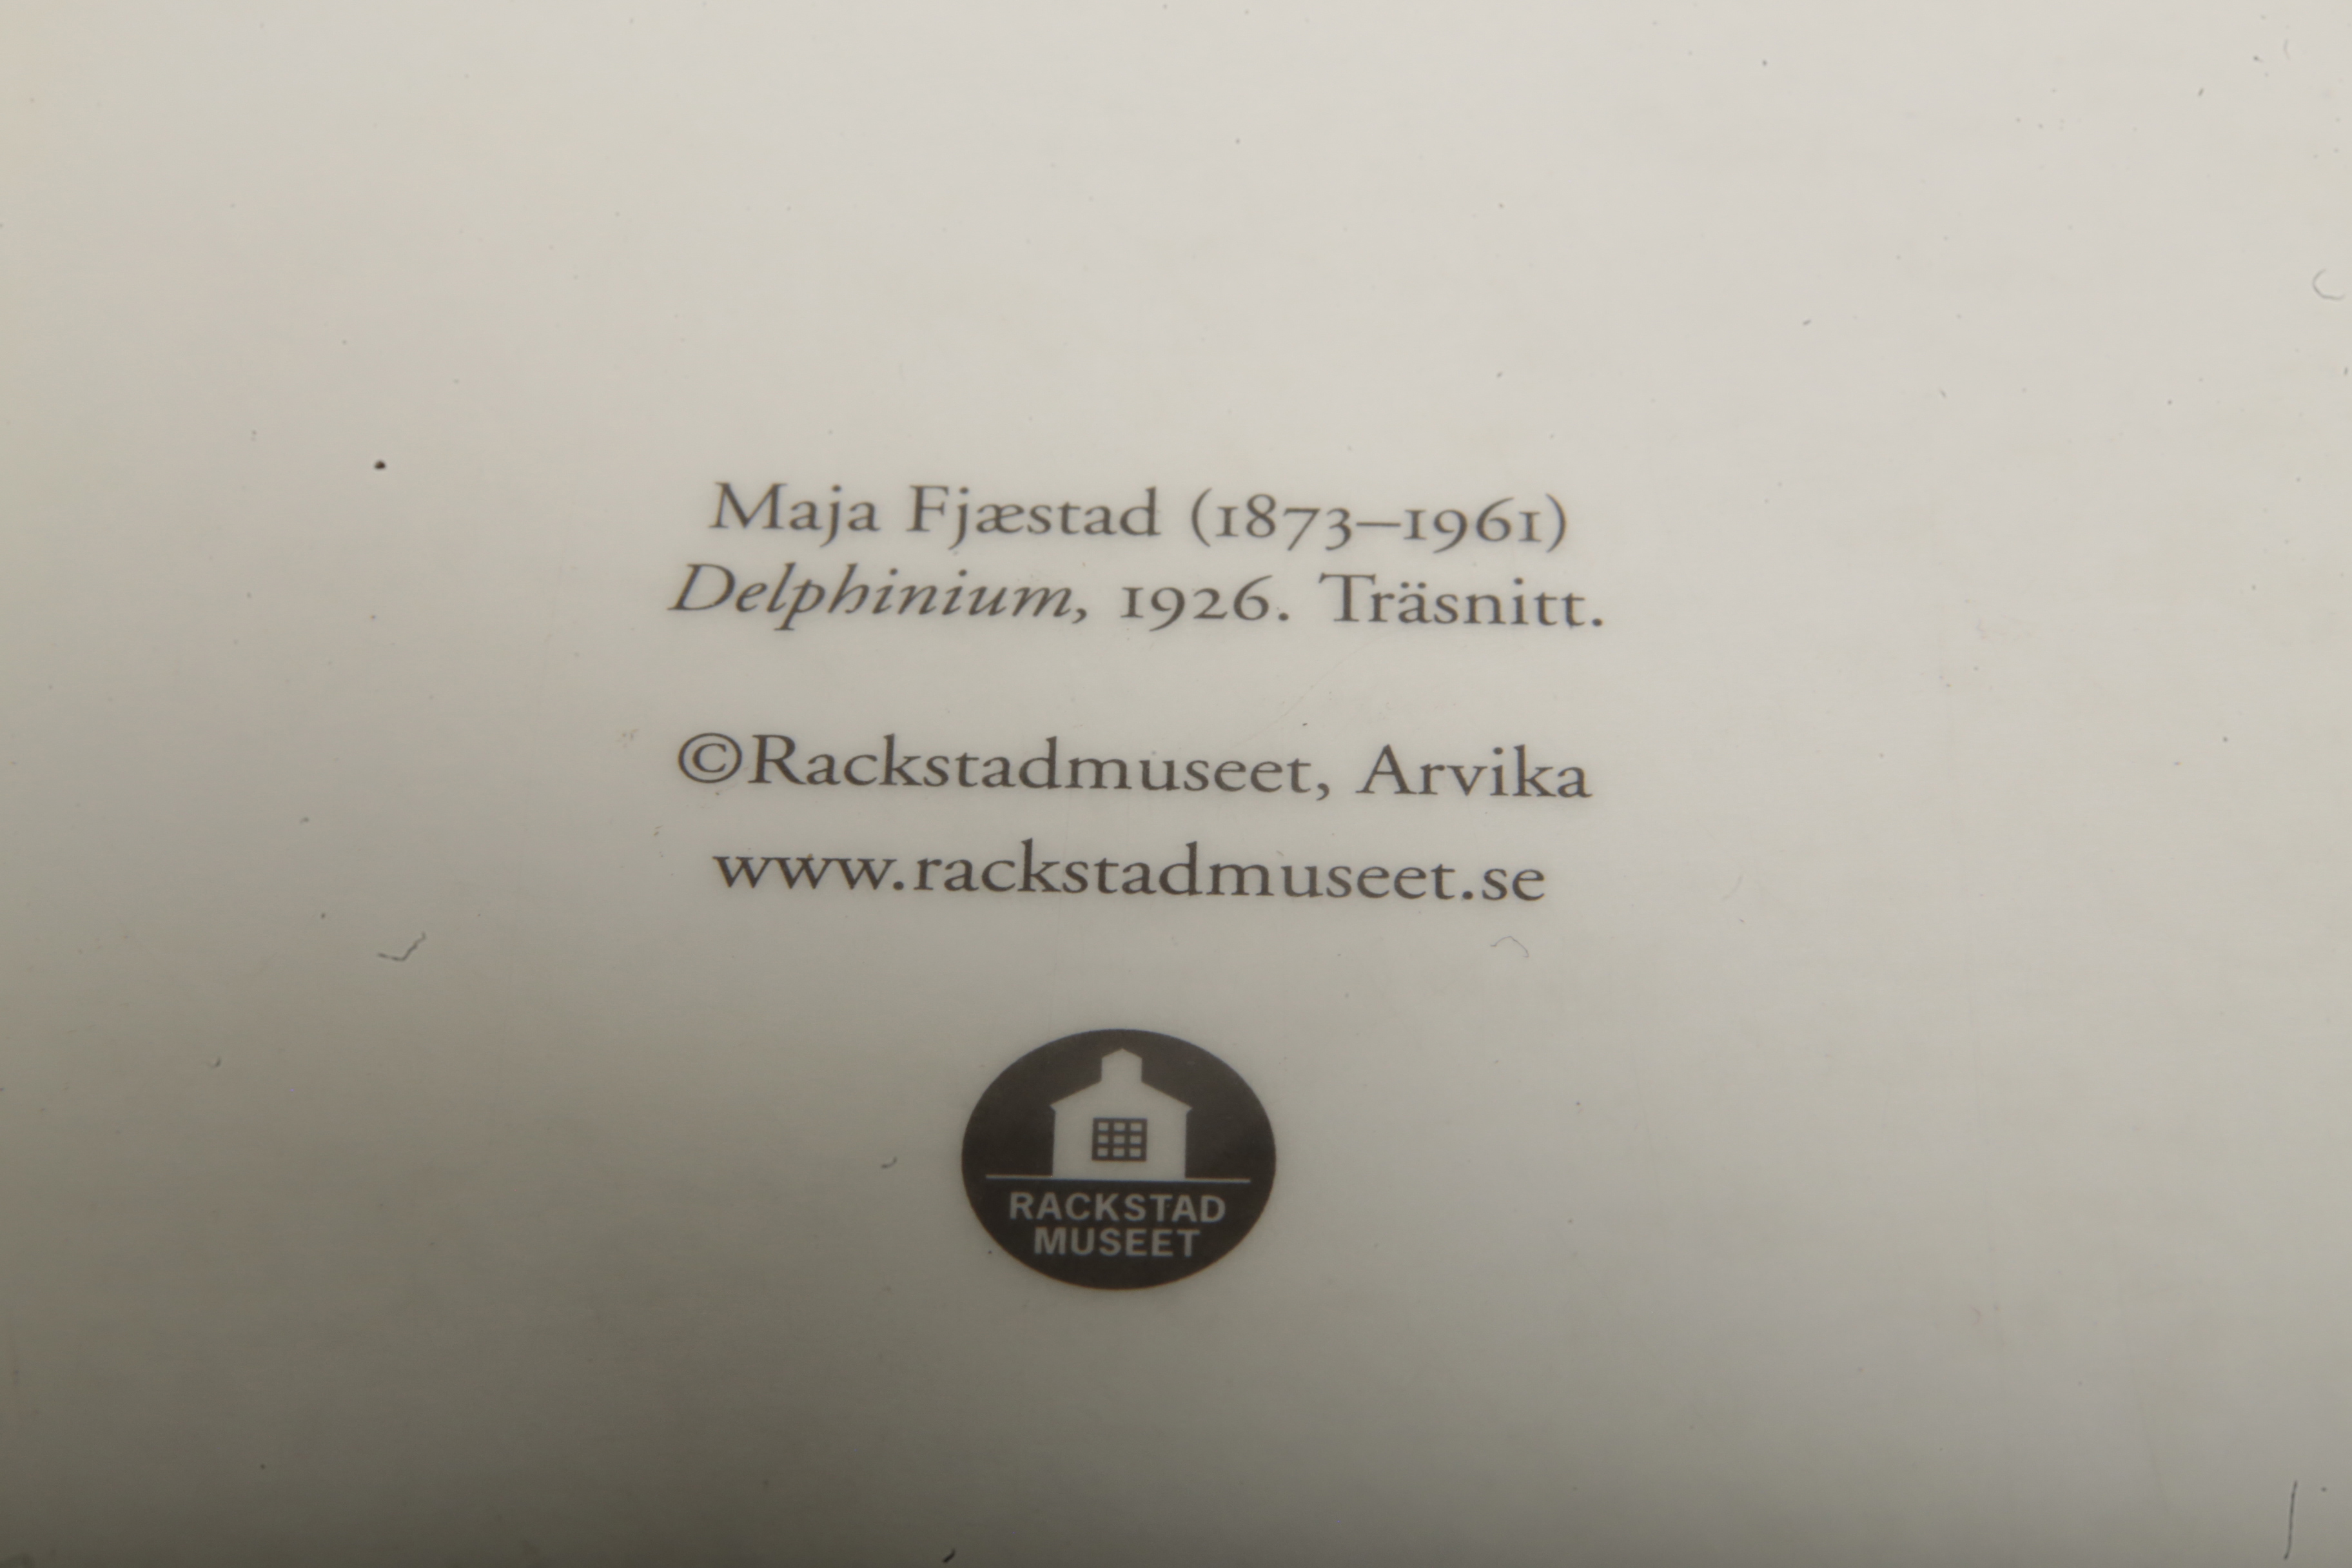 Maja Fjæstad (1873–1961)
Delphinium, 1926. Träsnitt.
©Rackstadmuseet, Arvika
www.rackstadmuseet.se
RACKSTAD
MUSEET